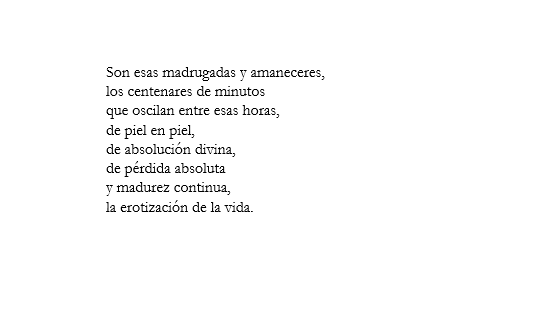 Son esas madrugadas y amaneceres,
los centenares de minutos
que oscilan entre esas horas,
de piel en piel,
de absolución divina,
de pérdida absoluta
y madurez continua,
la erotización de la vida.